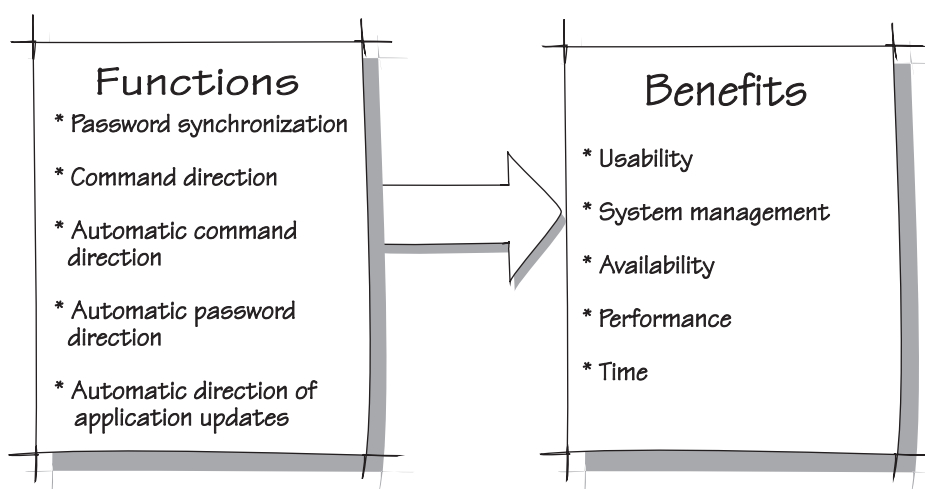 Functions
* Password synchronization
* Command direction
* Automatic command
direction
* Automatic password
direction
* Automatic direction of
application updates
Benefits
* Usability
* System management
* Availability
* Performance
* Time